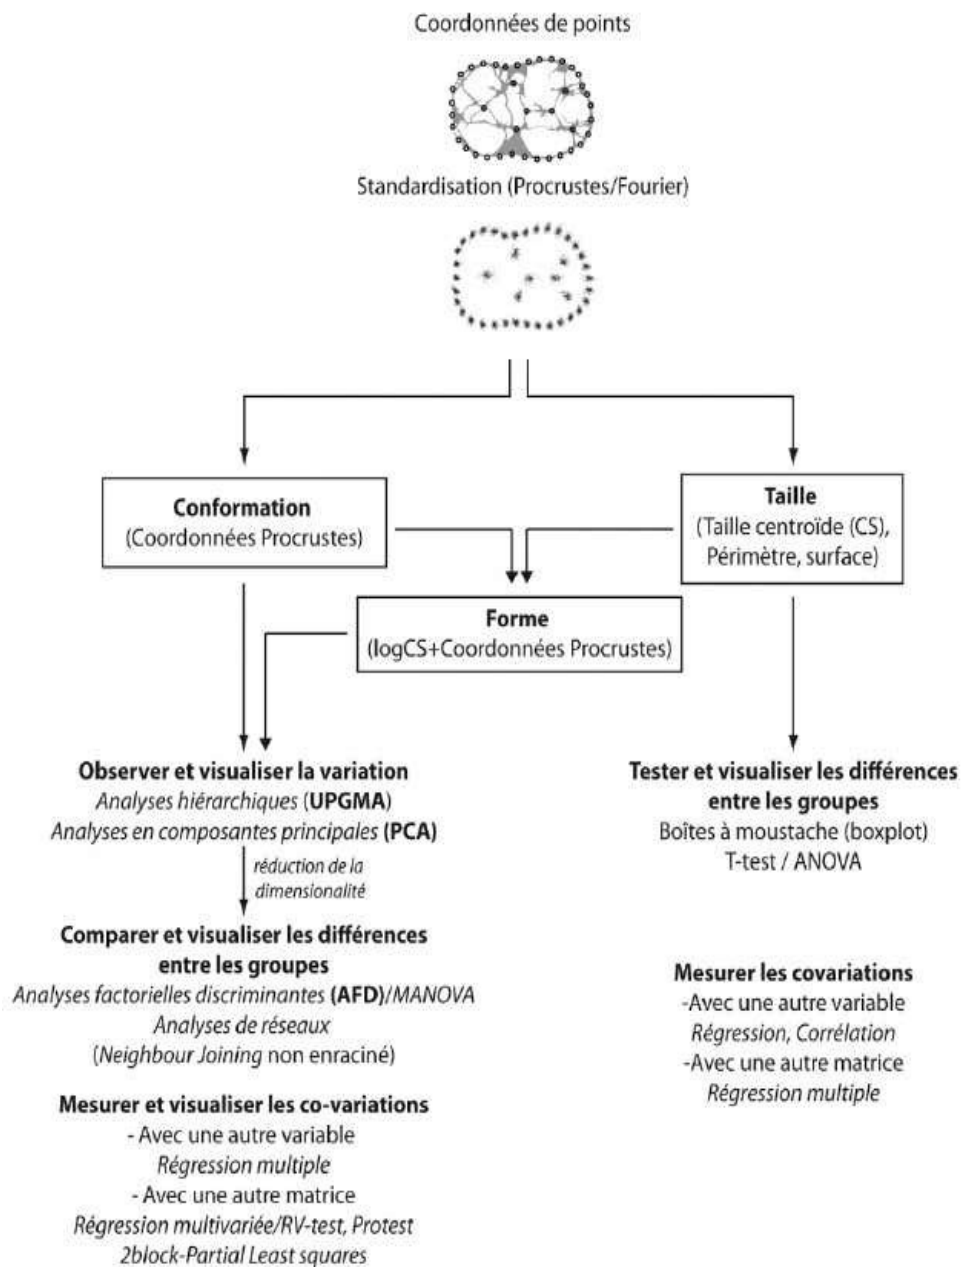 Coordonnées de points
Standardisation (Procrustes/Fourier)
Conformation
(Coordonnées Procrustes)
Taille
(Taille centroïde (CS),
Périmètre, surface)
Forme
(logCS+Coordonnées Procrustes)
Observer et visualiser la variation
Analyses hiérarchiques (UPGMA)
Analyses en composantes principales (PCA)
réduction de la
dimensionalité
Comparer et visualiser les différences
entre les groupes
Analyses factorielles discriminantes (AFD)/MANOVA
Analyses de réseaux
(Neighbour Joining non enraciné)
Mesurer et visualiser les co-variations
- Avec une autre variable
Régression multiple
- Avec une autre matrice
Régression multivariée/RV-test, Protest
2block-Partial Least squares
Tester et visualiser les différences
entre les groupes
Boîtes à moustache (boxplot)
T-test / ANOVA
Mesurer les covariations
-Avec une autre variable
Régression, Corrélation
-Avec une autre matrice
Régression multiple